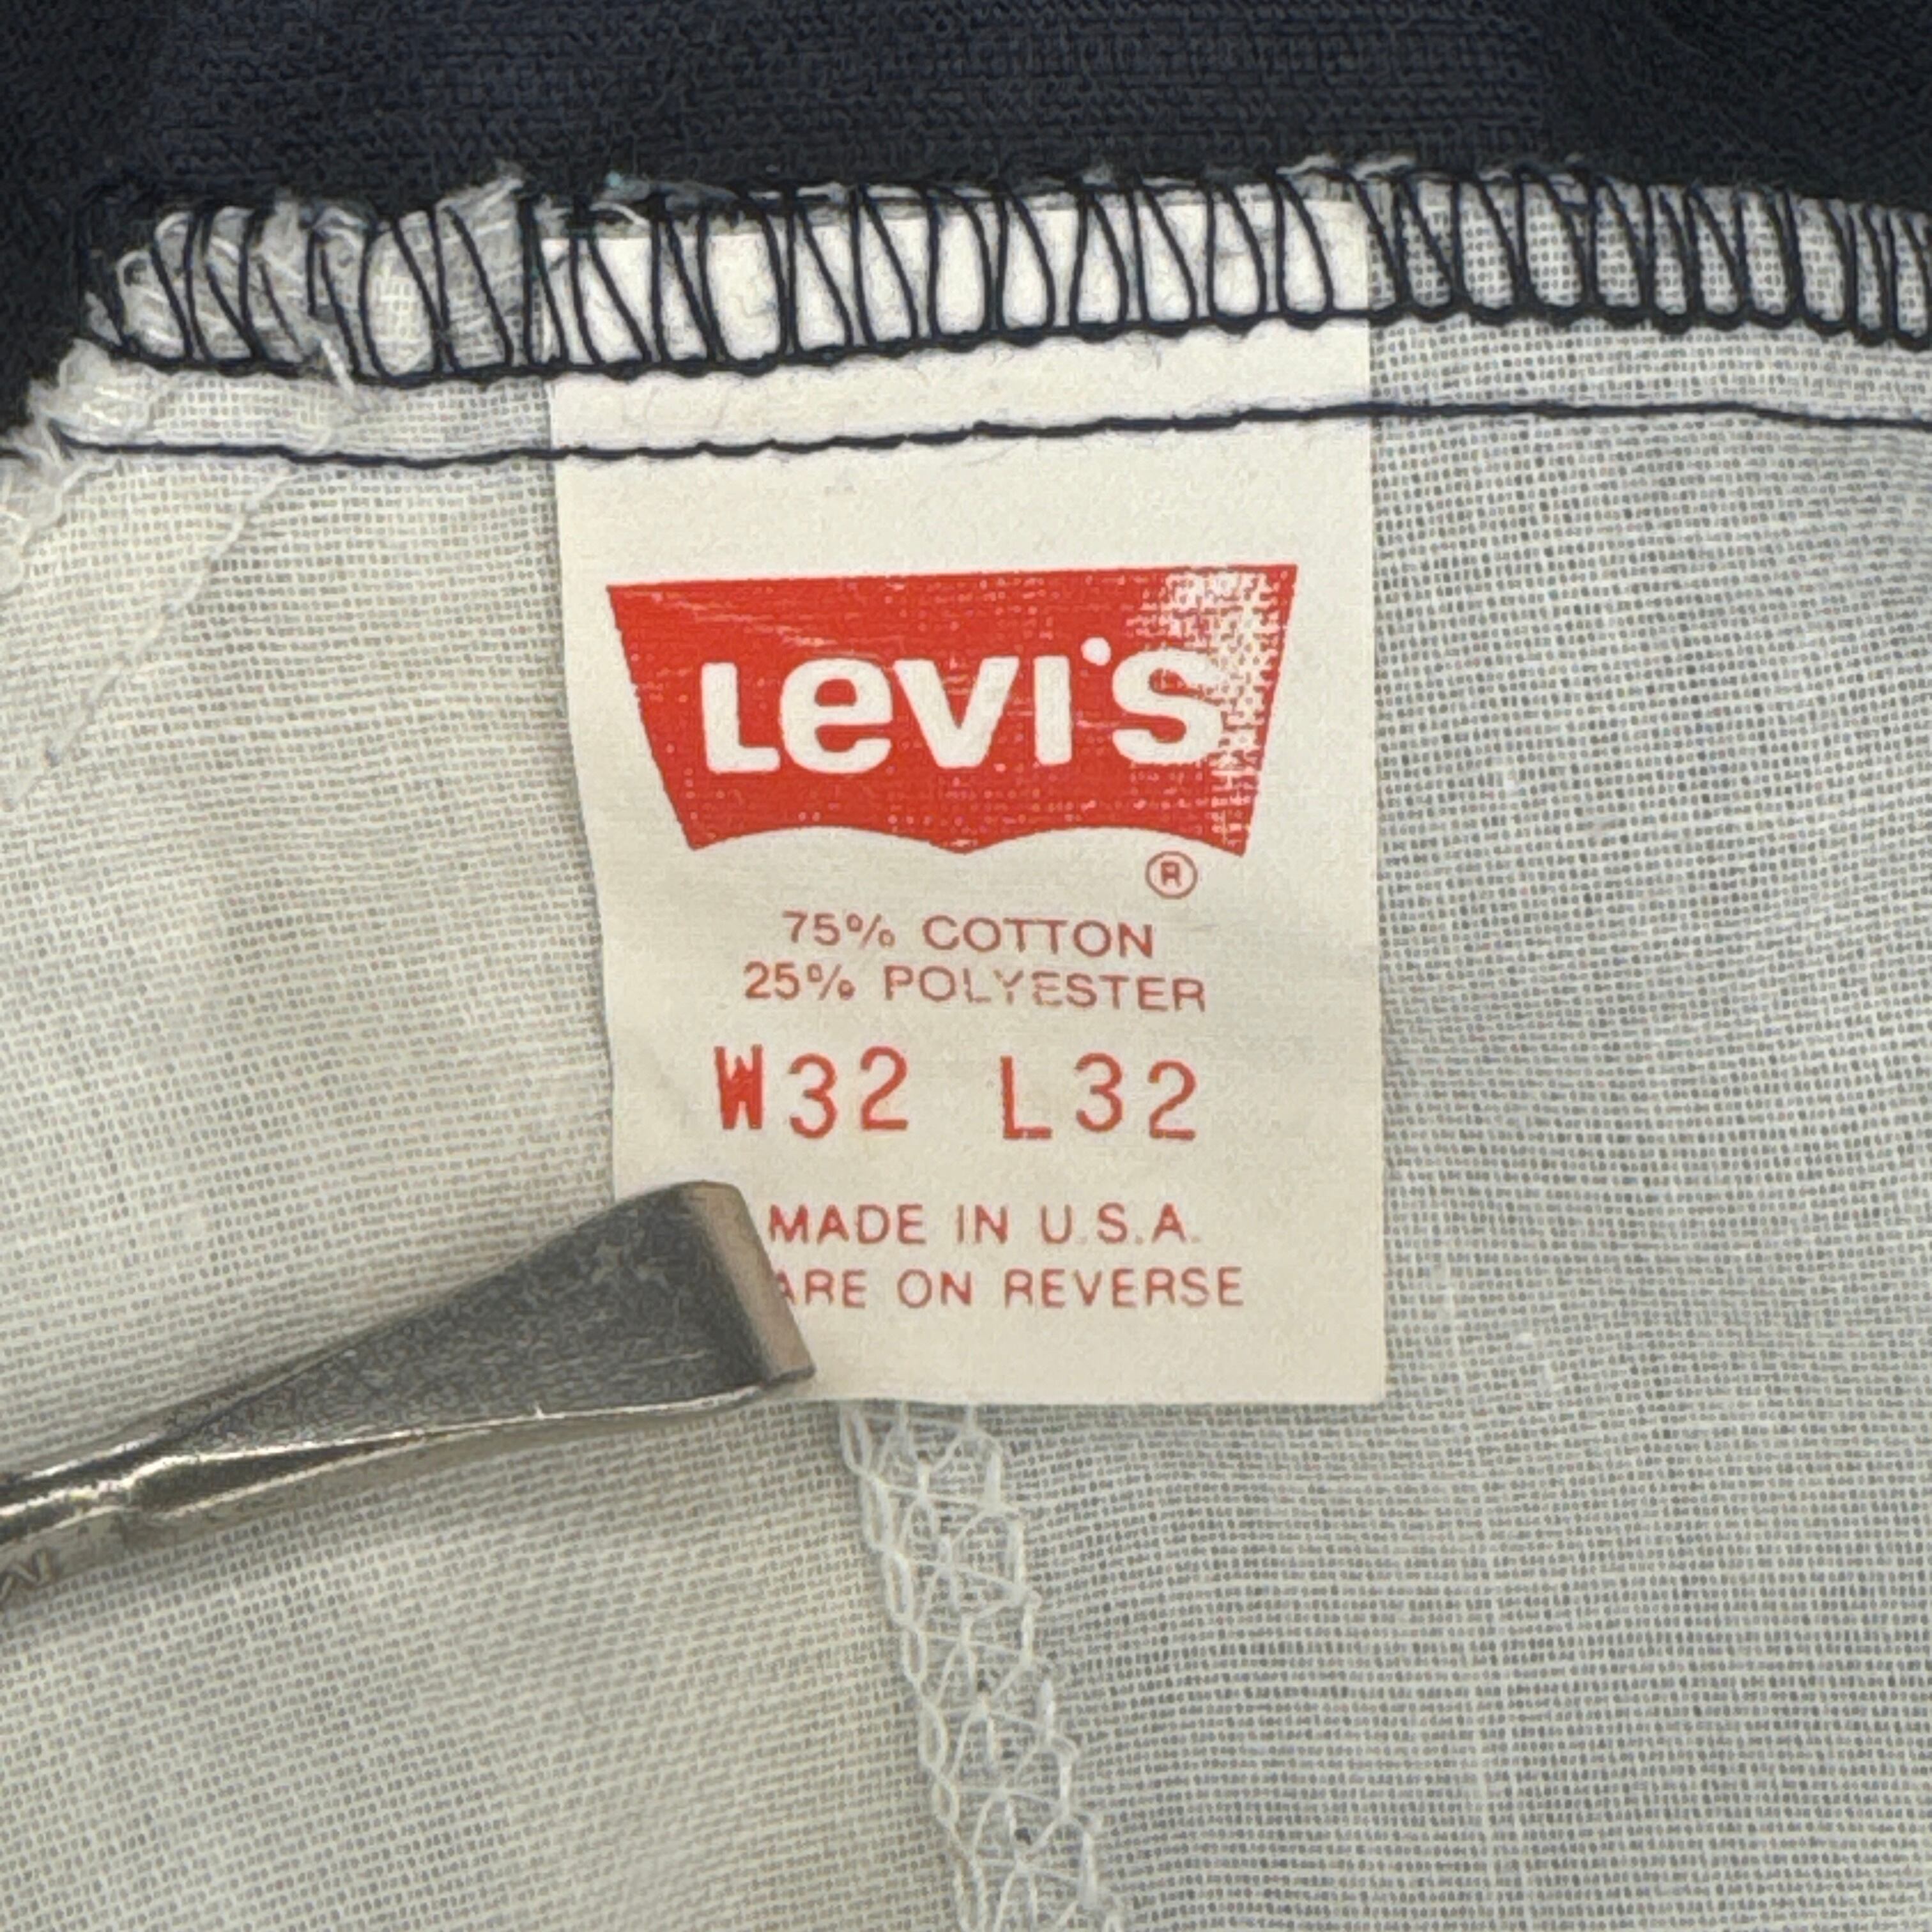 LEVI'S
®
75% COTTON
25% POLYESTER
W32 L32
MADE IN U.S.A.
ARE ON REVERSE